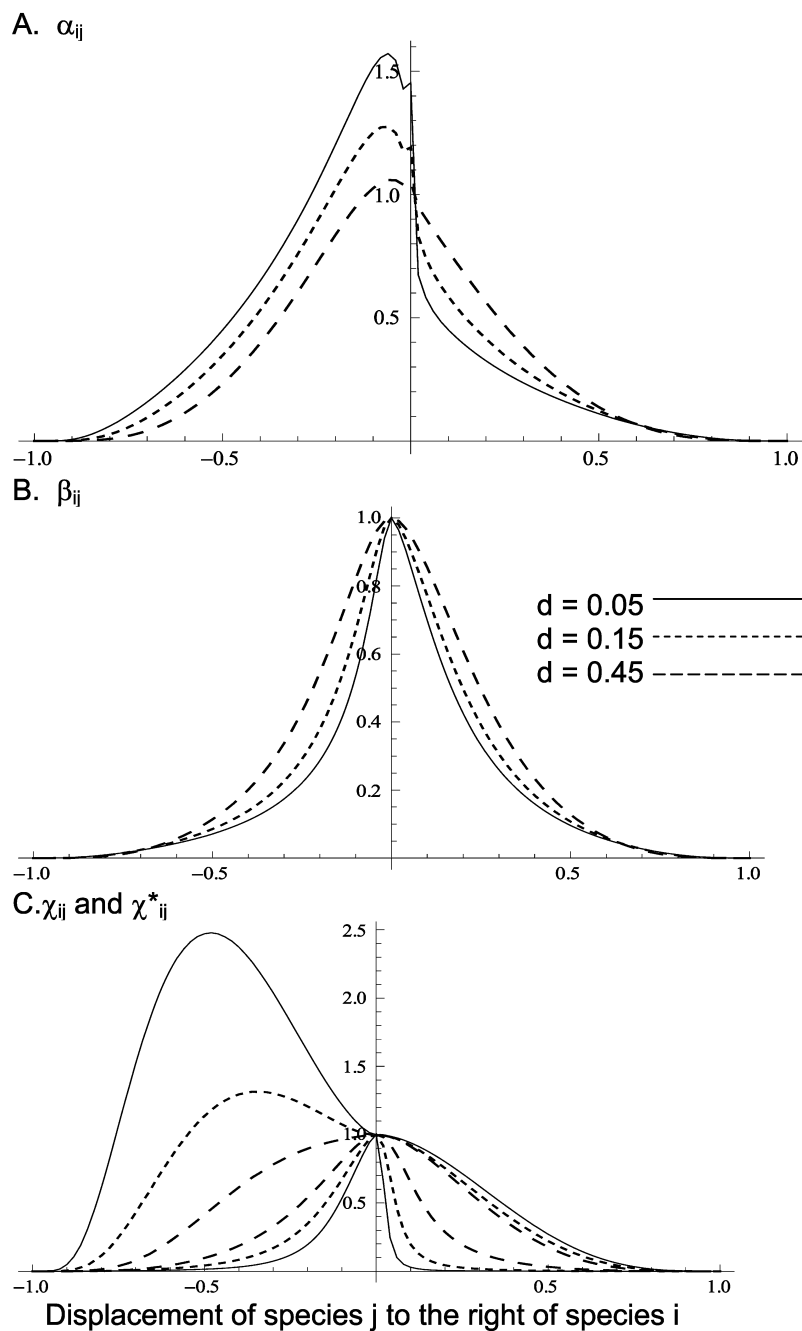 A. αij
1.5
1.0
0.5
−1.0 −0.5 0.5 1.0
B. βij
1.0
0.8
0.6
0.4
0.2
d = 0.05
d = 0.15
d = 0.45
−1.0 −0.5 0.5 1.0
C.χij and χ*ij
2.5
2.0
1.5
1.0
0.5
−1.0 −0.5 0.5 1.0
Displacement of species j to the right of species i